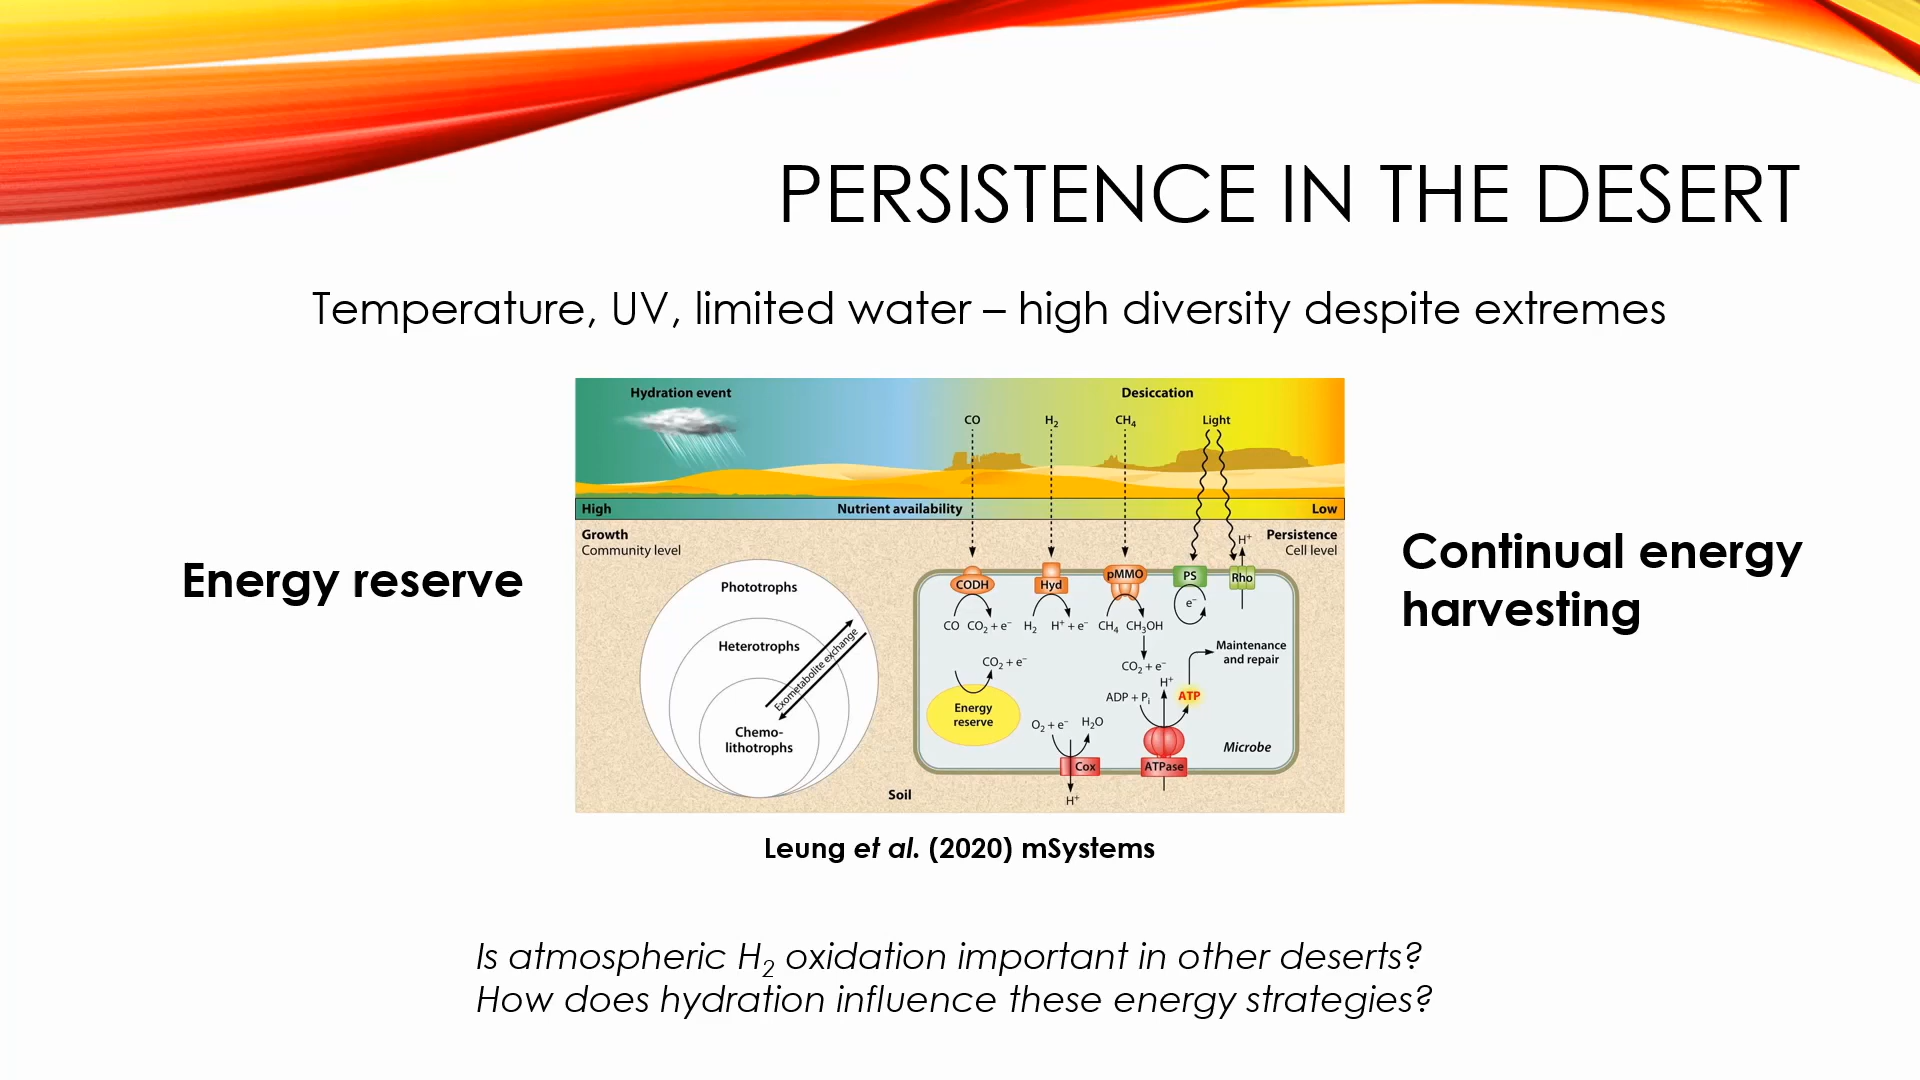 PERSISTENCE IN THE DESERT
Temperature, UV, limited water – high diversity despite extremes
Energy reserve
Hydration event
Desiccation
CO
H₂
CH₄
Light
High
Nutrient availability
Low
Growth
Community level
Persistence
Cell level
Phototrophs
Heterotrophs
Chemo-
lithotrophs
Exometabolite exchange
H⁺
CODH
Hyd
pMMO
PS
Rho
e⁻
CO CO₂ + e⁻
H₂ H⁺ + e⁻
CH₄ CH₃OH
CO₂ + e⁻
CO₂ + e⁻
Maintenance
and repair
Energy
reserve
ADP + Pᵢ
H⁺
ATP
O₂ + e⁻ H₂O
Cox
ATPase
H⁺
Microbe
Soil
Continual energy
harvesting
Leung et al. (2020) mSystems
Is atmospheric H₂ oxidation important in other deserts?
How does hydration influence these energy strategies?